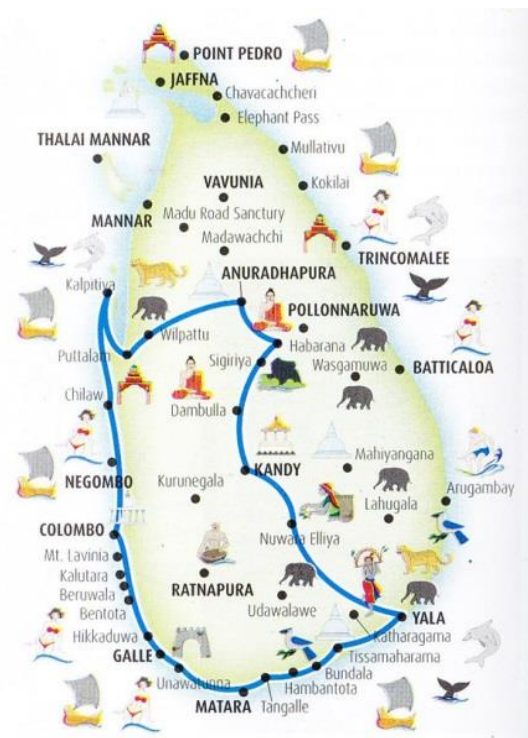 POINT PEDRO
JAFFNA
Chavacachcheri
Elephant Pass
THALAI MANNAR
Mullativu
VAVUNIA
Kokilai
MANNAR
Madu Road Sanctury
Madawachchi
TRINCOMALEE
ANURADHAPURA
Kalpitiya
POLLONNARUWA
Wilpattu
Habarana
Puttalam
Sigiriya
Wasgamuwa
BATTICALOA
Chilaw
Dambulla
Mahiyangana
KANDY
NEGOMBO
Kurunegala
Arugambay
Lahugala
COLOMBO
Nuwara Elliya
Mt. Lavinia
Kalutara
RATNAPURA
Beruwala
Udawalawe
Bentota
YALA
Katharagama
Hikkaduwa
Tissamaharama
GALLE
Bundala
Unawatunna
Hambantota
MATARA
Tangalle